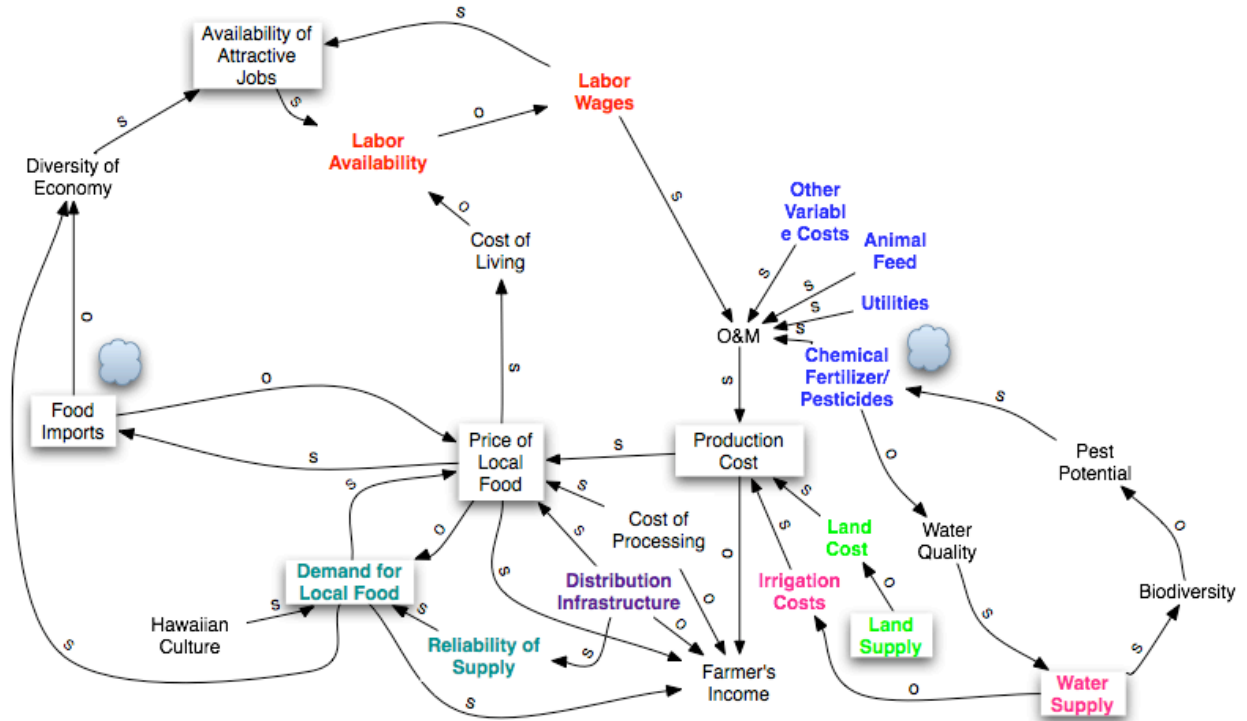 s
Availability of
Attractive
Jobs
Labor
Wages
s
s
o
Labor
Availability
Diversity of
Economy
s
Other
Variabl
e Costs
o
Cost of
Living
Animal
Feed
s
s
Utilities
s
s
O&M
o
Chemical
Fertilizer/
Pesticides
s
s
o
s
Food
Imports
Price of
Local
Food
s
Production
Cost
s
o
Pest
Potential
s
s
s
s
o
Cost of
Processing
s
s
Land
Cost
Water
Quality
o
o
Demand for
Local Food
s
Distribution
Infrastructure
o
Irrigation
Costs
o
s
Biodiversity
Hawaiian
Culture
s
s
Reliability of
Supply
o
o
Land
Supply
s
s
s
Farmer's
Income
o
Water
Supply
s